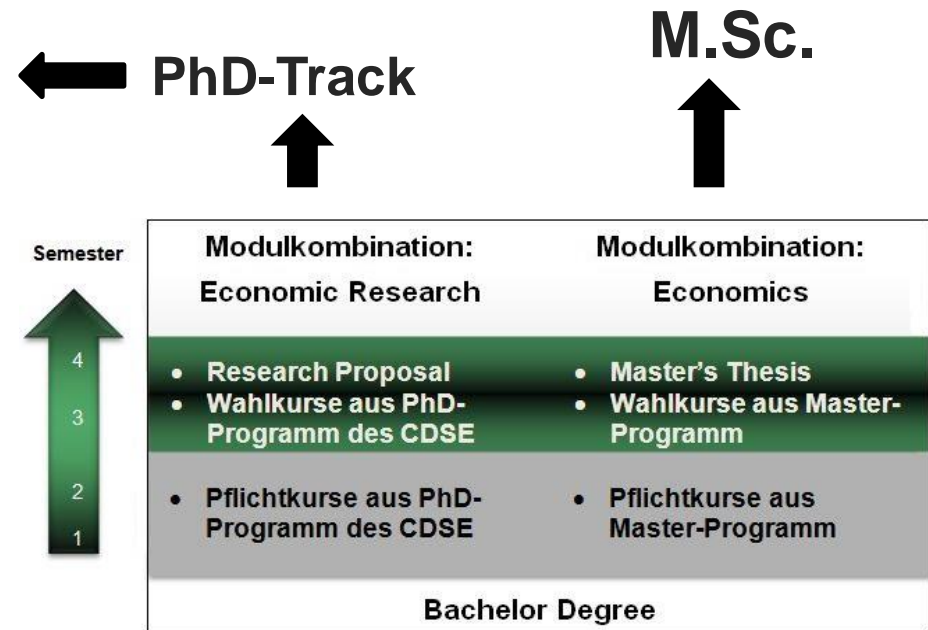 M.Sc.
PhD-Track
Semester
4
3
2
1
Modulkombination:
Economic Research
Modulkombination:
Economics
• Research Proposal
• Wahlkurse aus PhD-
Programm des CDSE
• Master's Thesis
• Wahlkurse aus Master-
Programm
• Pflichtkurse aus PhD-
Programm des CDSE
• Pflichtkurse aus
Master-Programm
Bachelor Degree